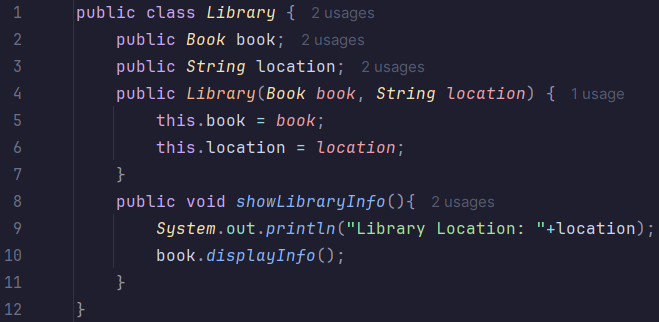 1 public class Library { 2 usages
2 public Book book; 2 usages
3 public String location; 2 usages
4 public Library(Book book, String location) { 1 usage
5 this.book = book;
6 this.location = location;
7 }
8 public void showLibraryInfo(){ 2 usages
9 System.out.println("Library Location: "+location);
10 book.displayInfo();
11 }
12 }